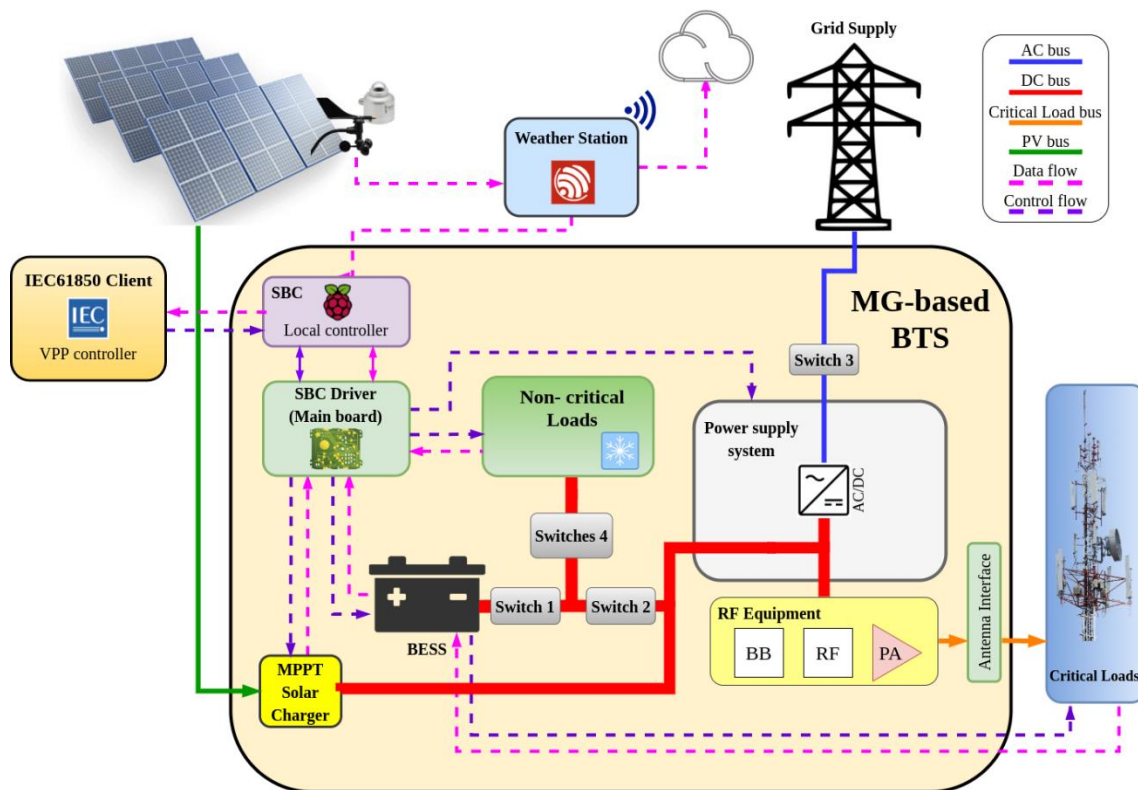 Grid Supply
AC bus
DC bus
Critical Load bus
PV bus
Data flow
Control flow
Weather Station
IEC61850 Client
IEC
VPP controller
SBC
Local controller
MG-based
BTS
Switch 3
SBC Driver
(Main board)
Non- critical
Loads
Power supply
system
AC/DC
Switches 4
Switch 1
Switch 2
BESS
RF Equipment
BB
RF
PA
Antenna Interface
Critical Loads
MPPT
Solar
Charger